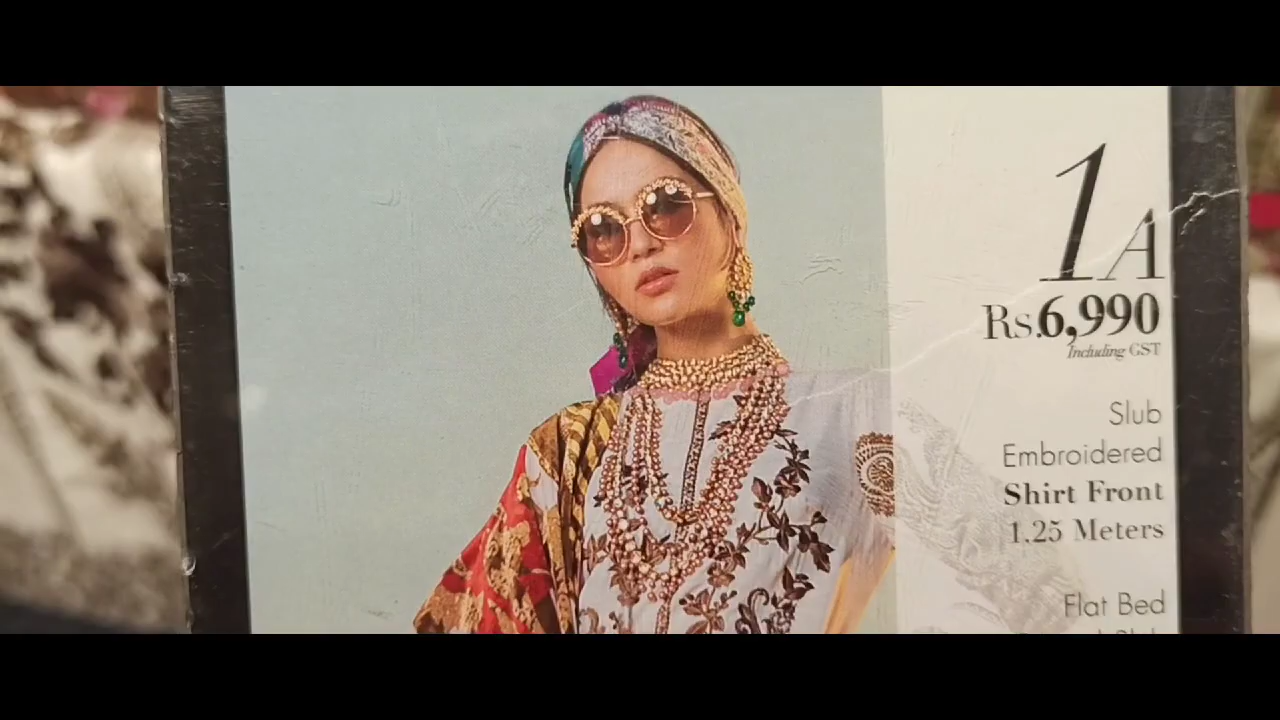 1A
Rs.6,990
Including GST
Slub
Embroidered
Shirt Front
1.25 Meters
Flat Bed